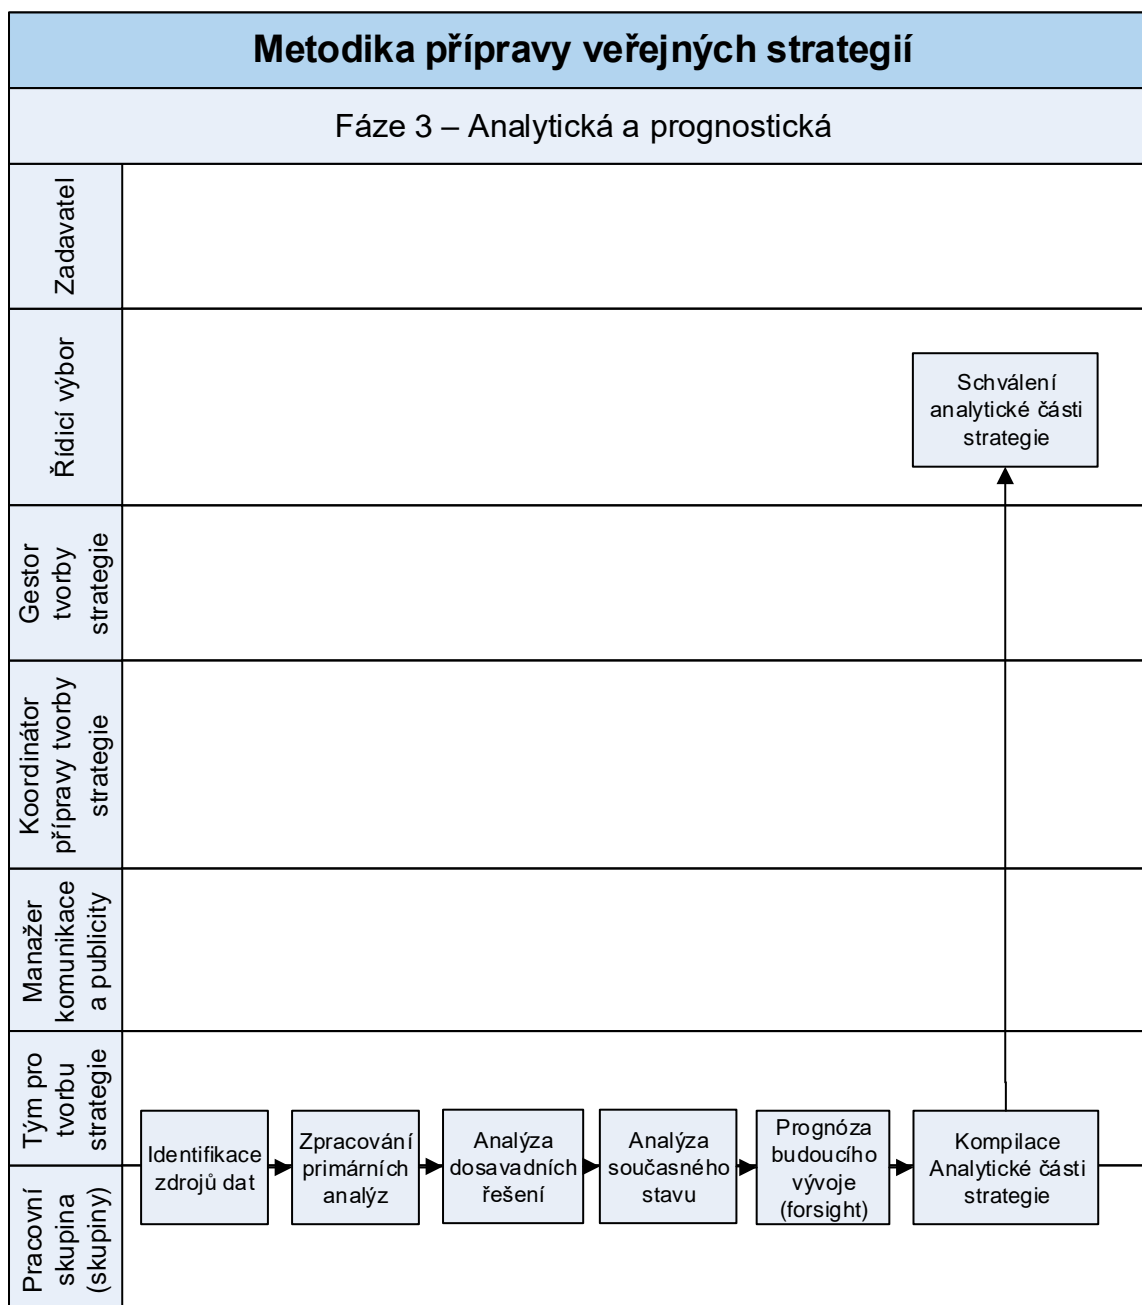 Metodika přípravy veřejných strategií
Fáze 3 – Analytická a prognostická
Zadavatel
Řídicí výbor
Schválení
analytické části
strategie
Gestor
tvorby
strategie
Koordinátor
přípravy tvorby
strategie
Manažer
komunikace
a publicity
Tým pro
tvorbu
strategie
Pracovní
skupina
(skupiny)
Identifikace
zdrojů dat
Zpracování
primárních
analýz
Analýza
dosavadních
řešení
Analýza
současného
stavu
Prognóza
budoucího
vývoje
(forsight)
Kompilace
Analytické části
strategie